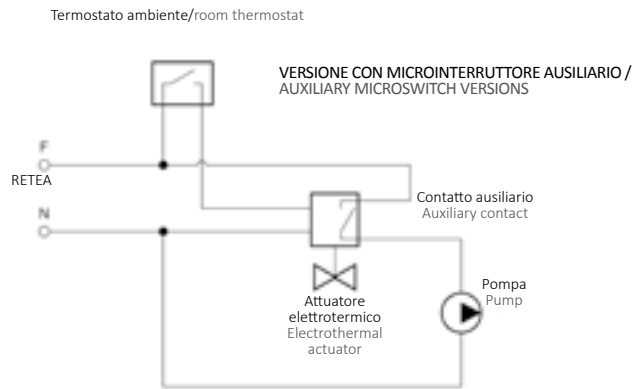 Termostato ambiente/room thermostat
VERSIONE CON MICROINTERRUTTORE AUSILIARIO /
AUXILIARY MICROSWITCH VERSIONS
F
RETEA
N
Contatto ausiliario
Auxiliary contact
Attuatore
elettrotermico
Electrothermal
actuator
Pompa
Pump